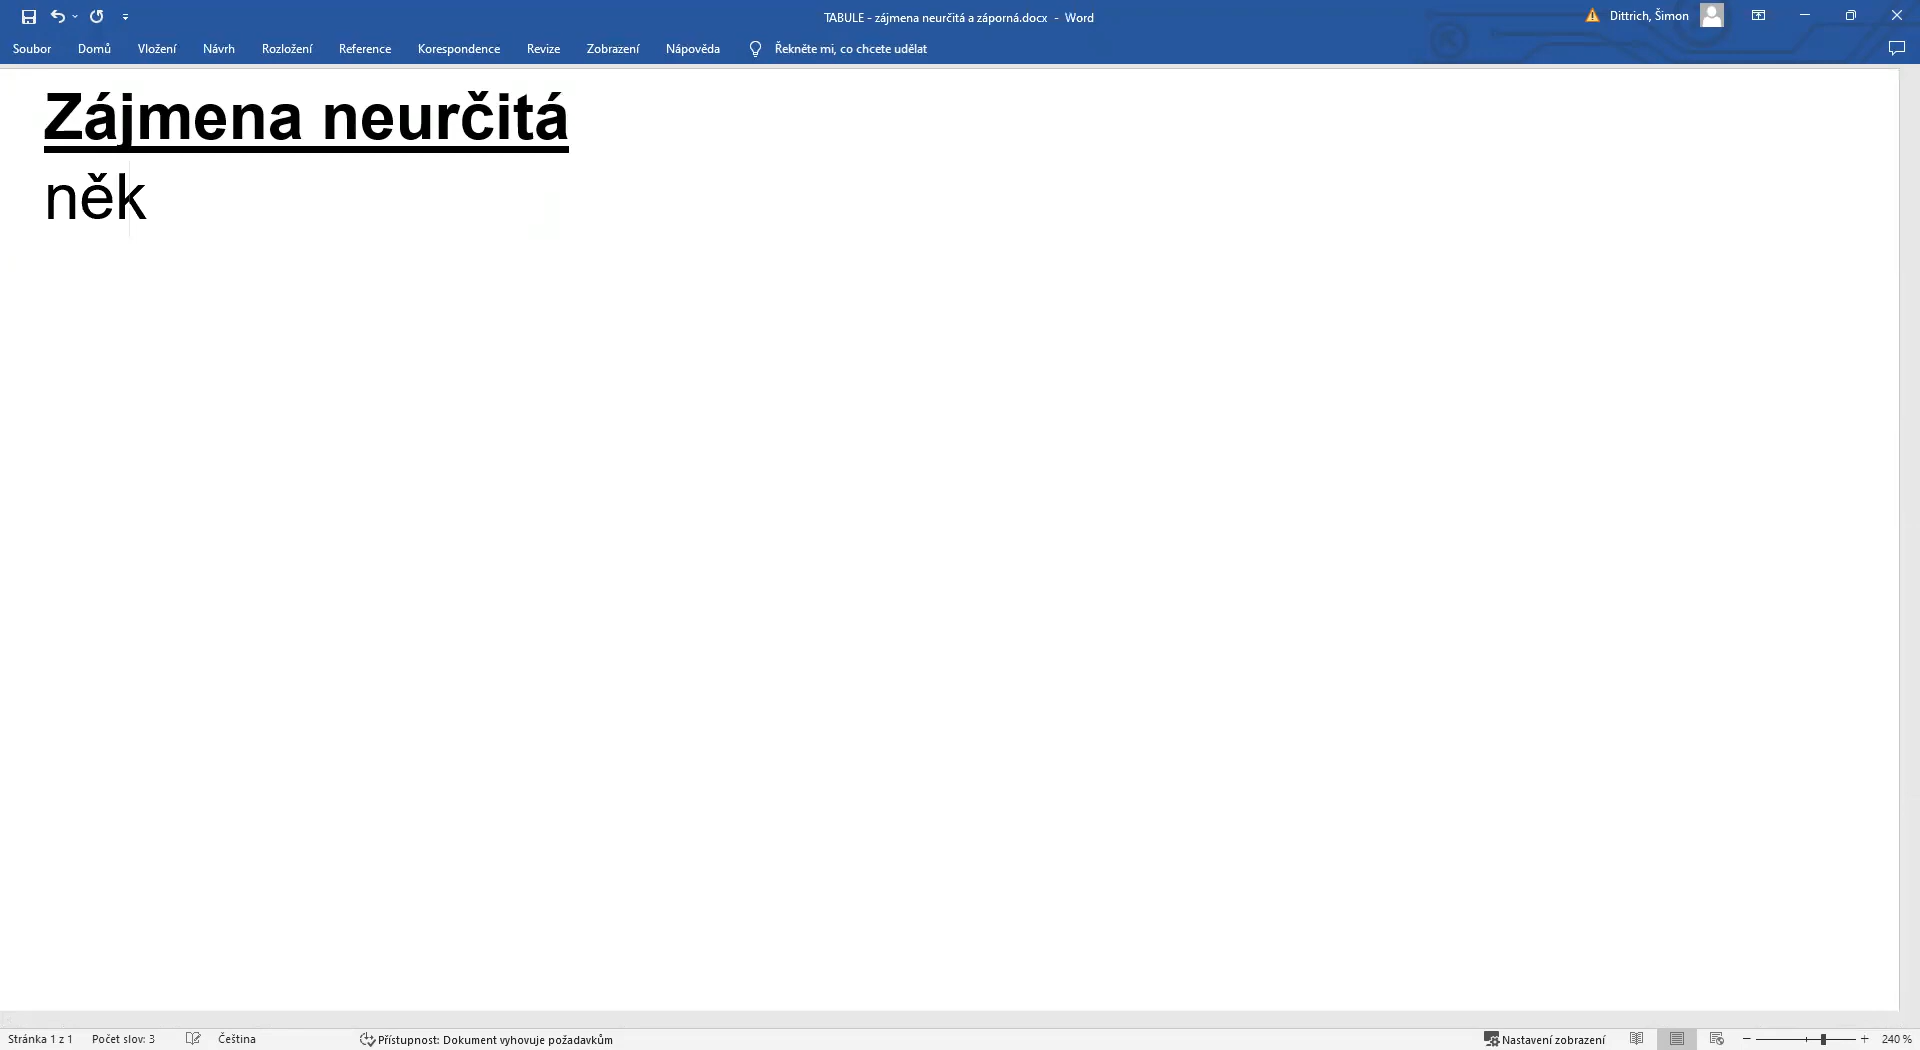 TABULE - zájmena neurčitá a záporná.docx - Word
Dittrich, Šimon
Soubor Domů Vložení Návrh Rozložení Reference Korespondence Revize Zobrazení Nápověda Řekněte mi, co chcete udělat
Zájmena neurčitá
něk
Stránka 1 z 1 Počet slov: 3 Čeština Přístupnost: Dokument vyhovuje požadavkům Nastavení zobrazení 240 %